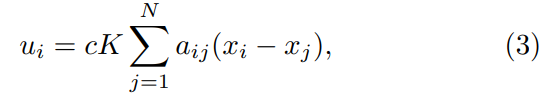 u_i = cK \sum_{j=1}^{N} a_{ij}(x_i - x_j), (3)